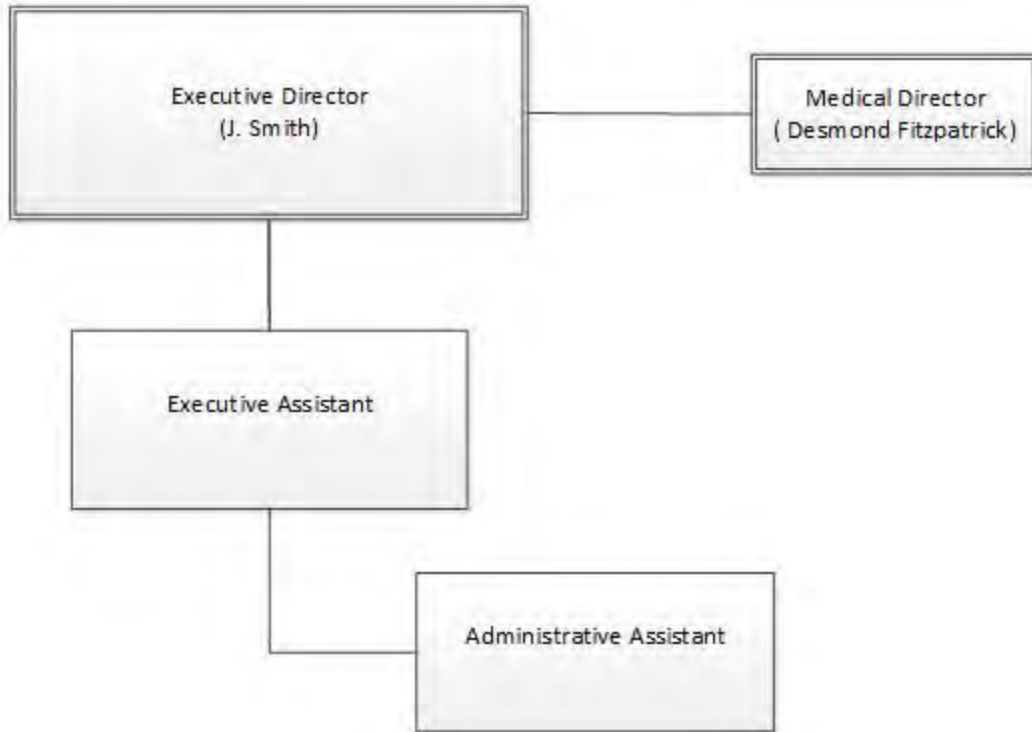 Executive Director
(J. Smith)
Medical Director
( Desmond Fitzpatrick)
Executive Assistant
Administrative Assistant